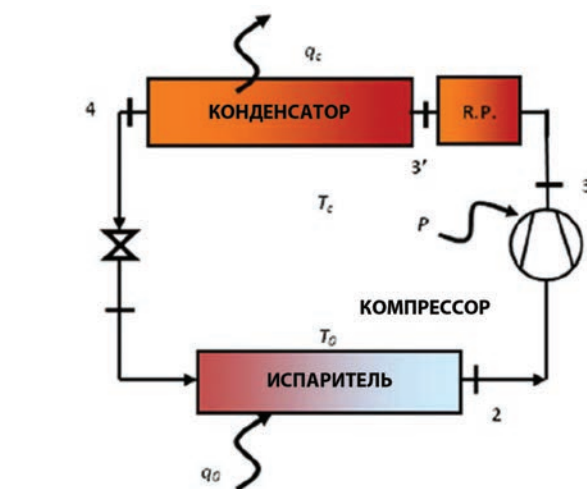 qc
4
КОНДЕНСАТОР
R.P.
3'
3
Tc
P
КОМПРЕССОР
T0
ИСПАРИТЕЛЬ
2
q0